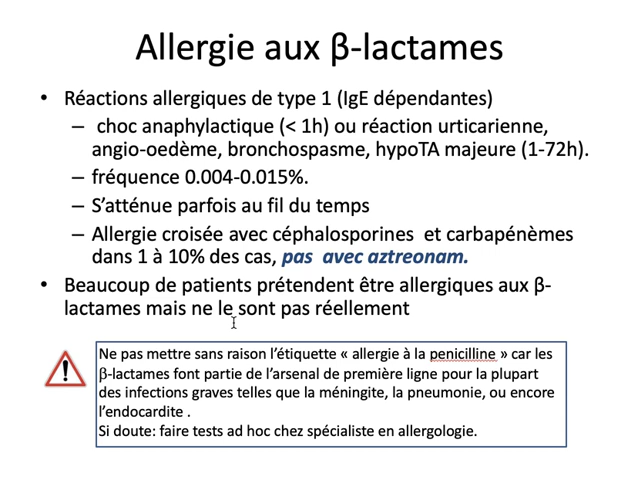 Allergie aux β-lactames
• Réactions allergiques de type 1 (IgE dépendantes)
– choc anaphylactique (< 1h) ou réaction urticarienne,
angio-oedème, bronchospasme, hypoTA majeure (1-72h).
– fréquence 0.004-0.015%.
– S’atténue parfois au fil du temps
– Allergie croisée avec céphalosporines et carbapénèmes
dans 1 à 10% des cas, pas avec aztreonam.
• Beaucoup de patients prétendent être allergiques aux β-
lactames mais ne le sont pas réellement
Ne pas mettre sans raison l’étiquette « allergie à la penicilline » car les
β-lactames font partie de l’arsenal de première ligne pour la plupart
des infections graves telles que la méningite, la pneumonie, ou encore
l’endocardite .
Si doute: faire tests ad hoc chez spécialiste en allergologie.